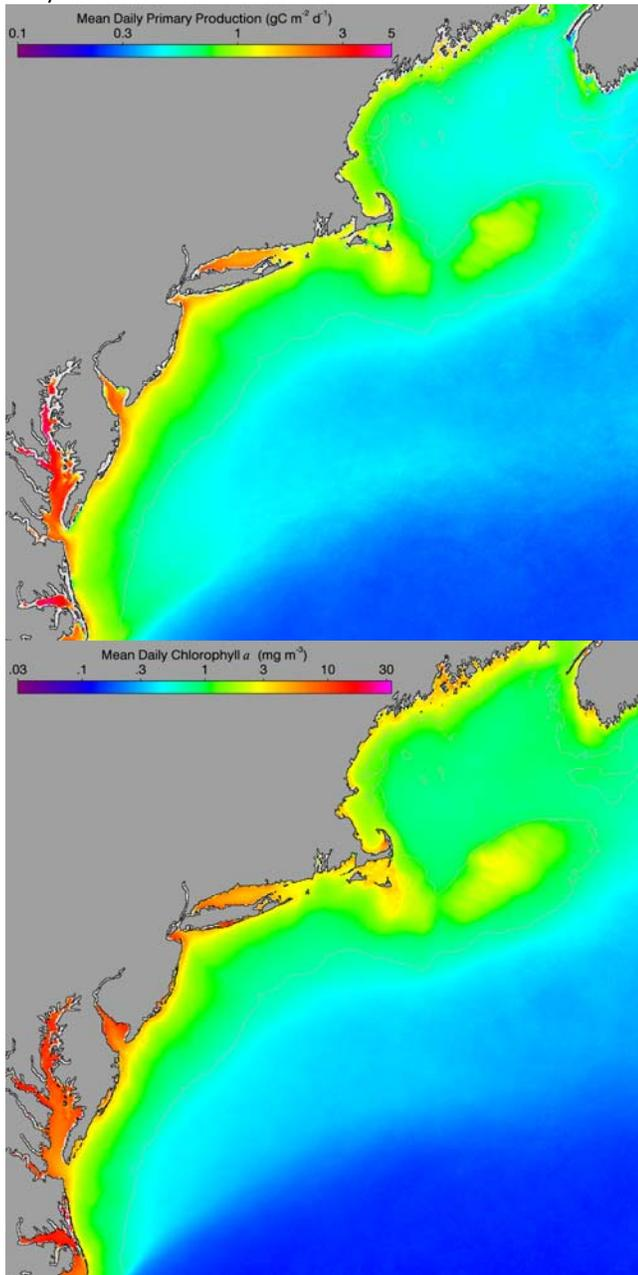 Mean Daily Primary Production (gC m⁻² d⁻¹)
0.1 0.3 1 3 5
Mean Daily Chlorophyll a (mg m⁻³)
.03 .1 .3 1 3 10 30